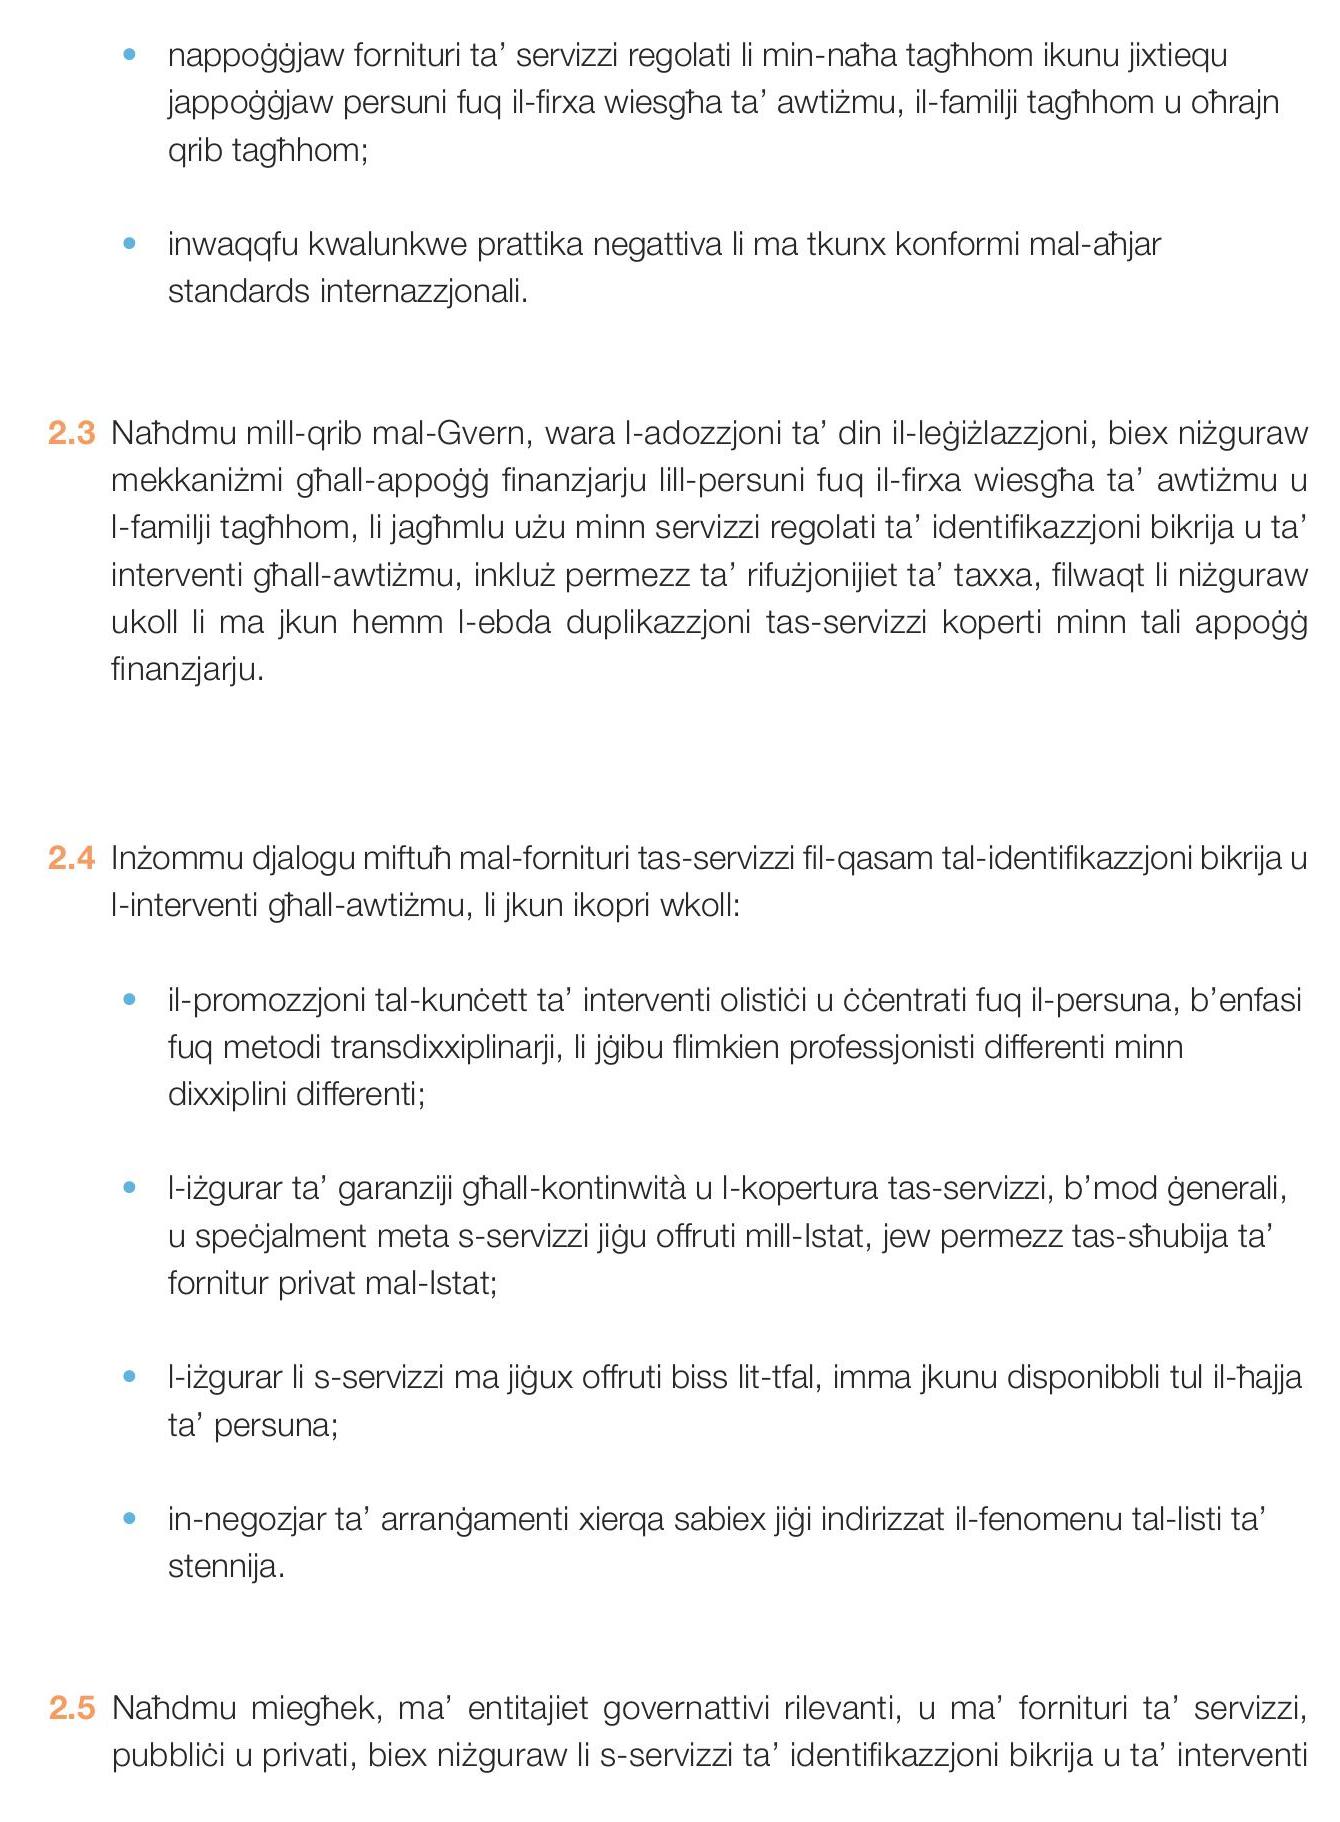 • nappoġġjaw fornituri ta’ servizzi regolati li min-naħa tagħhom ikunu jixtiequ
jappoġġjaw persuni fuq il-firxa wiesgħa ta’ awtiżmu, il-familji tagħhom u oħrajn
qrib tagħhom;
• inwaqqfu kwalunkwe prattika negattiva li ma tkunx konformi mal-aħjar
standards internazzjonali.
2.3 Naħdmu mill-qrib mal-Gvern, wara l-adozzjoni ta’ din il-leġiżlazzjoni, biex niżguraw
mekkaniżmi għall-appoġġ finanzjarju lill-persuni fuq il-firxa wiesgħa ta’ awtiżmu u
l-familji tagħhom, li jagħmlu użu minn servizzi regolati ta’ identifikazzjoni bikrija u ta’
interventi għall-awtiżmu, inkluż permezz ta’ rifużjonijiet ta’ taxxa, filwaqt li niżguraw
ukoll li ma jkun hemm l-ebda duplikazzjoni tas-servizzi koperti minn tali appoġġ
finanzjarju.
2.4 Inżommu djalogu miftuħ mal-fornituri tas-servizzi fil-qasam tal-identifikazzjoni bikrija u
l-interventi għall-awtiżmu, li jkun ikopri wkoll:
• il-promozzjoni tal-kunċett ta’ interventi olistiċi u ċċentrati fuq il-persuna, b’enfasi
fuq metodi transdixxiplinarji, li jġibu flimkien professjonisti differenti minn
dixxiplini differenti;
• l-iżgurar ta’ garanziji għall-kontinwità u l-kopertura tas-servizzi, b’mod ġenerali,
u speċjalment meta s-servizzi jiġu offruti mill-Istat, jew permezz tas-sħubija ta’
fornitur privat mal-Istat;
• l-iżgurar li s-servizzi ma jiġux offruti biss lit-tfal, imma jkunu disponibbli tul il-ħajja
ta’ persuna;
• in-negozjar ta’ arranġamenti xierqa sabiex jiġi indirizzat il-fenomenu tal-listi ta’
stennija.
2.5 Naħdmu miegħek, ma’ entitajiet governattivi rilevanti, u ma’ fornituri ta’ servizzi,
pubbliċi u privati, biex niżguraw li s-servizzi ta’ identifikazzjoni bikrija u ta’ interventi